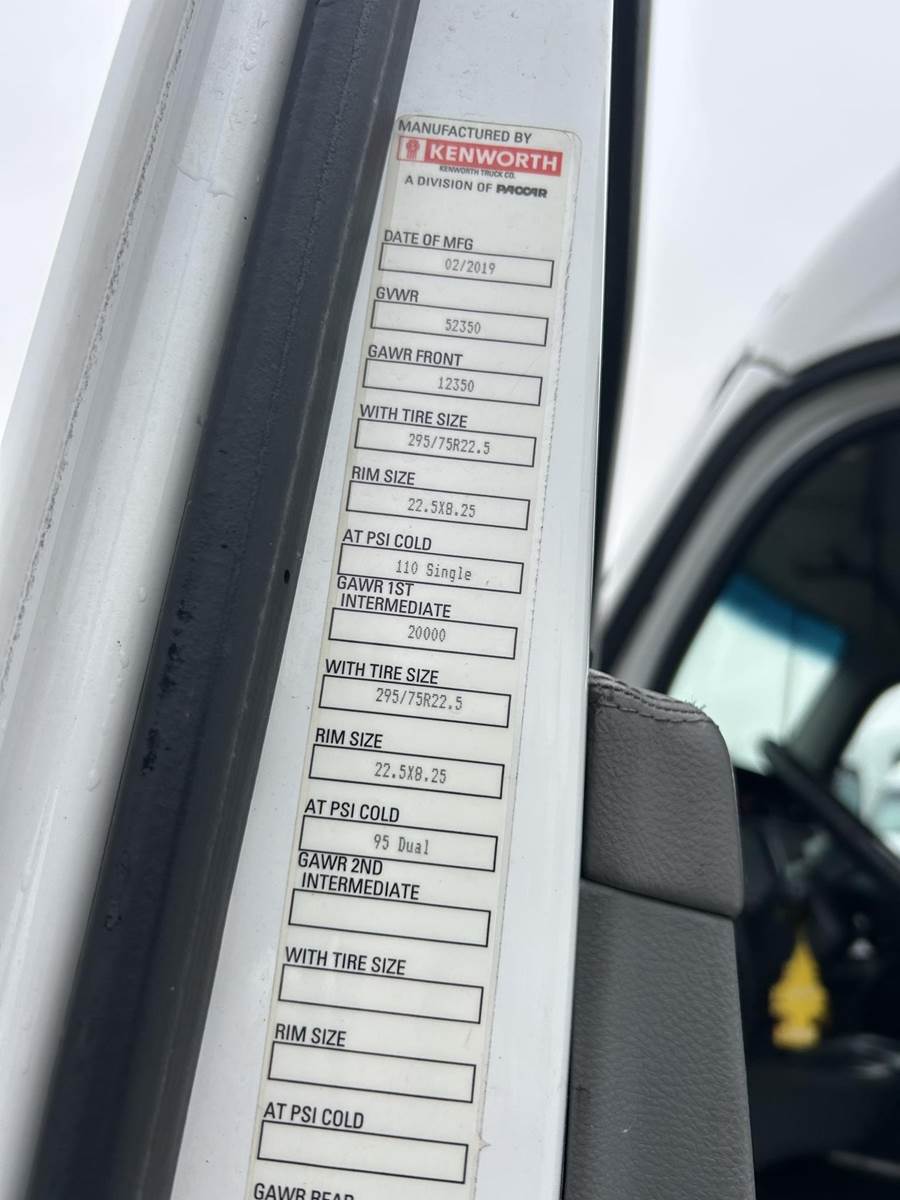 MANUFACTURED BY
KENWORTH
KENWORTH TRUCK CO.
A DIVISION OF PACCAR
DATE OF MFG
02/2019
GVWR
52350
GAWR FRONT
12350
WITH TIRE SIZE
295/75R22.5
RIM SIZE
22.5X8.25
AT PSI COLD
110 Single
GAWR 1ST
INTERMEDIATE
20000
WITH TIRE SIZE
295/75R22.5
RIM SIZE
22.5X8.25
AT PSI COLD
95 Dual
GAWR 2ND
INTERMEDIATE
WITH TIRE SIZE
RIM SIZE
AT PSI COLD
GAWR REAR